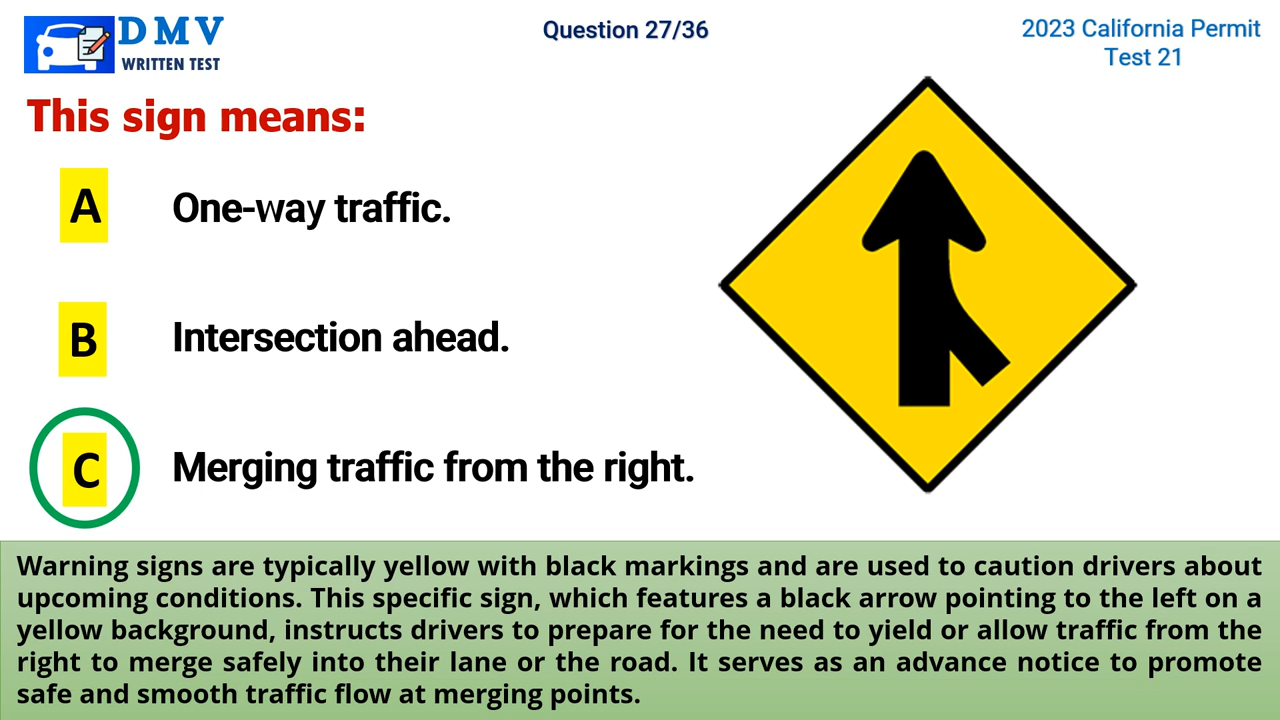 DMV
WRITTEN TEST
Question 27/36
2023 California Permit
Test 21
This sign means:
A
One-way traffic.
B
Intersection ahead.
C
Merging traffic from the right.
Warning signs are typically yellow with black markings and are used to caution drivers about
upcoming conditions. This specific sign, which features a black arrow pointing to the left on a
yellow background, instructs drivers to prepare for the need to yield or allow traffic from the
right to merge safely into their lane or the road. It serves as an advance notice to promote
safe and smooth traffic flow at merging points.